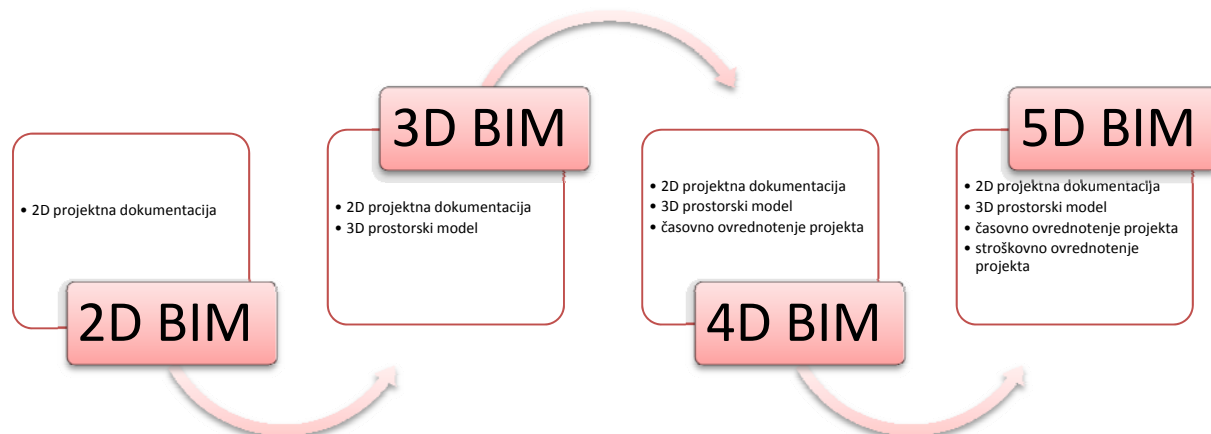 2D BIM
• 2D projektna dokumentacija
3D BIM
• 2D projektna dokumentacija
• 3D prostorski model
4D BIM
• 2D projektna dokumentacija
• 3D prostorski model
• časovno ovrednotenje projekta
5D BIM
• 2D projektna dokumentacija
• 3D prostorski model
• časovno ovrednotenje projekta
• stroškovno ovrednotenje
projekta